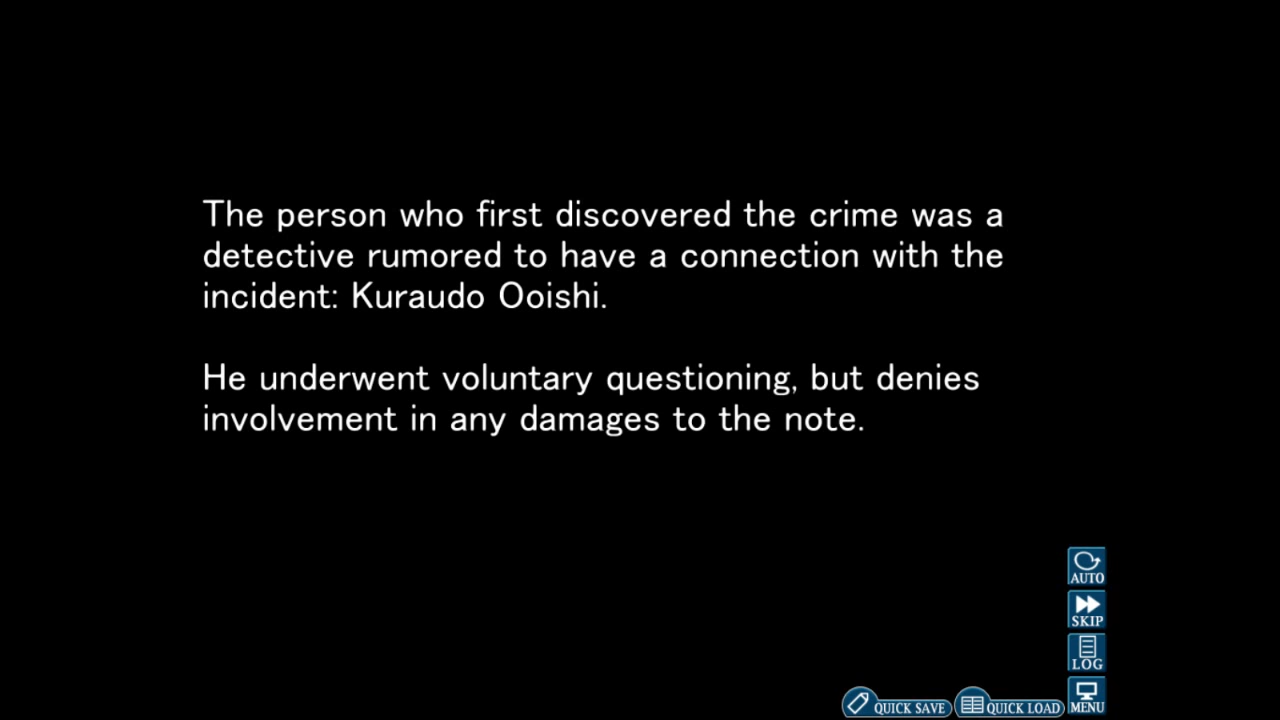 The person who first discovered the crime was a
detective rumored to have a connection with the
incident: Kuraudo Ooishi.
He underwent voluntary questioning, but denies
involvement in any damages to the note.
AUTO
SKIP
LOG
QUICK SAVE QUICK LOAD MENU